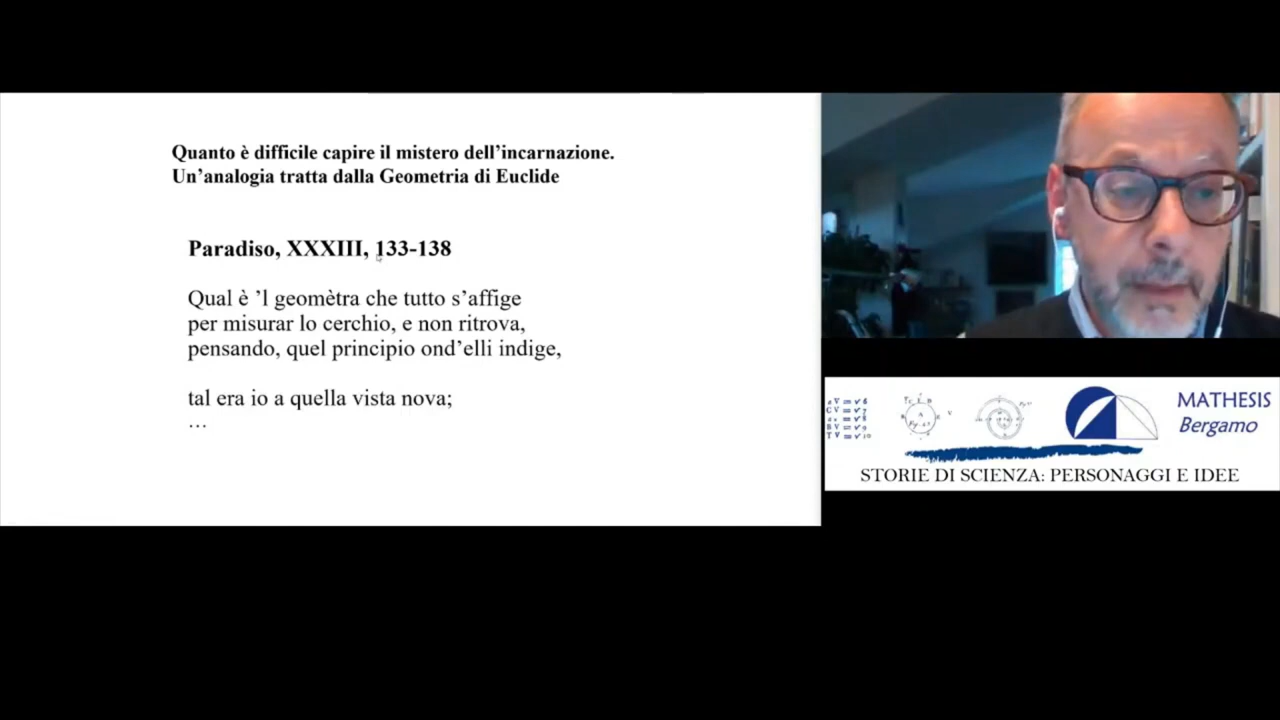 Quanto è difficile capire il mistero dell’incarnazione.
Un’analogia tratta dalla Geometria di Euclide
Paradiso, XXXIII, 133-138
Qual è ’l geomètra che tutto s’affige
per misurar lo cerchio, e non ritrova,
pensando, quel principio ond’elli indige,
tal era io a quella vista nova;
…
MATHESIS
Bergamo
STORIE DI SCIENZA: PERSONAGGI E IDEE